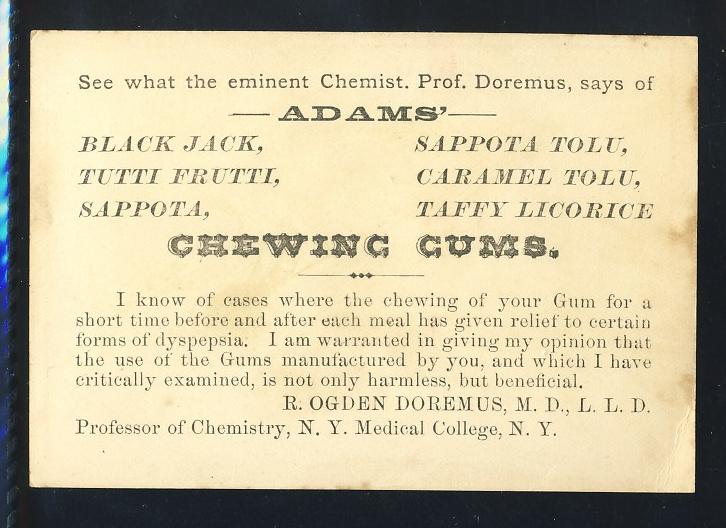 See what the eminent Chemist. Prof. Doremus, says of
— ADAMS' —
BLACK JACK, SAPPOTA TOLU,
TUTTI FRUTTI, CARAMEL TOLU,
SAPPOTA, TAFFY LICORICE
CHEWING GUMS.
I know of cases where the chewing of your Gum for a
short time before and after each meal has given relief to certain
forms of dyspepsia. I am warranted in giving my opinion that
the use of the Gums manufactured by you, and which I have
critically examined, is not only harmless, but beneficial.
R. OGDEN DOREMUS, M. D., L. L. D.
Professor of Chemistry, N. Y. Medical College, N. Y.